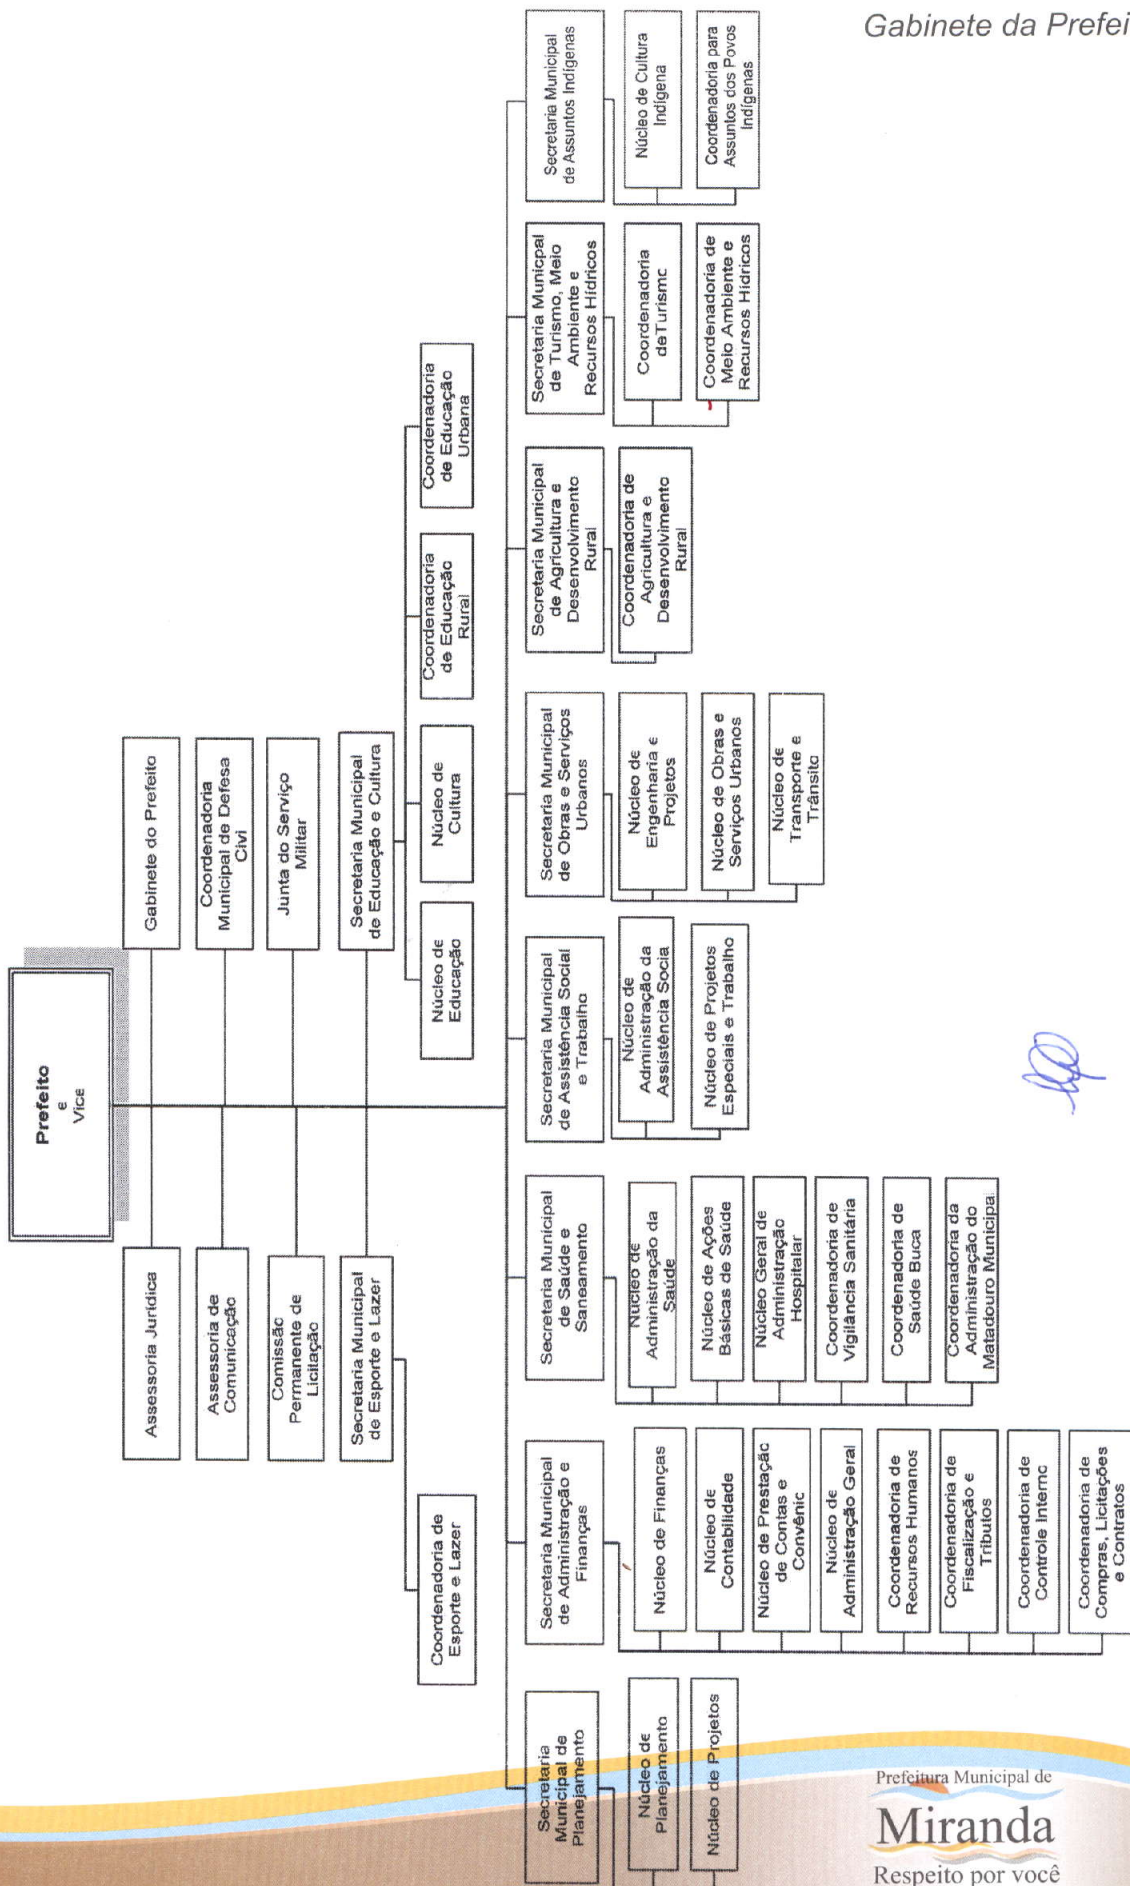 Gabinete da Prefei
Prefeito
e
Vice
Assessoria Jurídica
Gabinete do Prefeito
Assessoria de
Comunicação
Coordenadoria
Municipal de Defesa
Civi
Comissão
Permanente de
Licitação
Junta do Serviço
Militar
Secretaria Municipal
de Esporte e Lazer
Secretaria Municipal
de Educação e Cultura
Coordenadoria de
Esporte e Lazer
Núcleo de
Educação
Núcleo de
Cultura
Coordenadoria
de Educação
Rural
Coordenadoria
de Educação
Urbana
Secretaria
Municipal de
Planejamento
Núcleo de
Planejamento
Núcleo de Projetos
Secretaria Municipal
de Administração e
Finanças
Núcleo de Finanças
Núcleo de
Contabilidade
Núcleo de Prestaçãc
de Contas e
Convênic
Núcleo de
Administração Geral
Coordenadoria de
Recursos Humanos
Coordenadoria de
Fiscalização e
Tributos
Coordenadoria de
Controle Internc
Coordenadoria de
Compras, Licitações
e Contratos
Secretaria Municipal
de Saúde e
Saneamento
Núcleo de
Administração da
Saúde
Núcleo de Ações
Básicas de Saúde
Núcleo Geral de
Administração
Hospitalar
Coordenadoria de
Vigilância Sanitária
Coordenadoria de
Saúde Buca
Coordenadoria da
Administração do
Matadouro Municipa
Secretaria Municipal
de Assistência Social
e Trabalho
Núcleo de
Administração da
Assistência Socia
Núcleo de Projetos
Especiais e Trabalho
Secretaria Municipal
de Obras e Serviços
Urbanos
Núcleo de
Engenharia e
Projetos
Núcleo de Obras e
Serviços Urbanos
Núcleo de
Transporte e
Trânsito
Secretaria Municipal
de Agricultura e
Desenvolvimento
Rural
Coordenadoria de
Agricultura e
Desenvolvimento
Rural
Secretaria Municpal
de Turismo, Meio
Ambiente e
Recursos Hídricos
Coordenadoria
deTurismc
Coordenadoria de
Meio Ambiente e
Recursos Hídricos
Secretaria Municipal
de Assuntos Indígenas
Núcleo de Cultura
Indígena
Coordenadoria para
Assuntos dos Povos
Indígenas
Prefeitura Municipal de
Miranda
Respeito por você